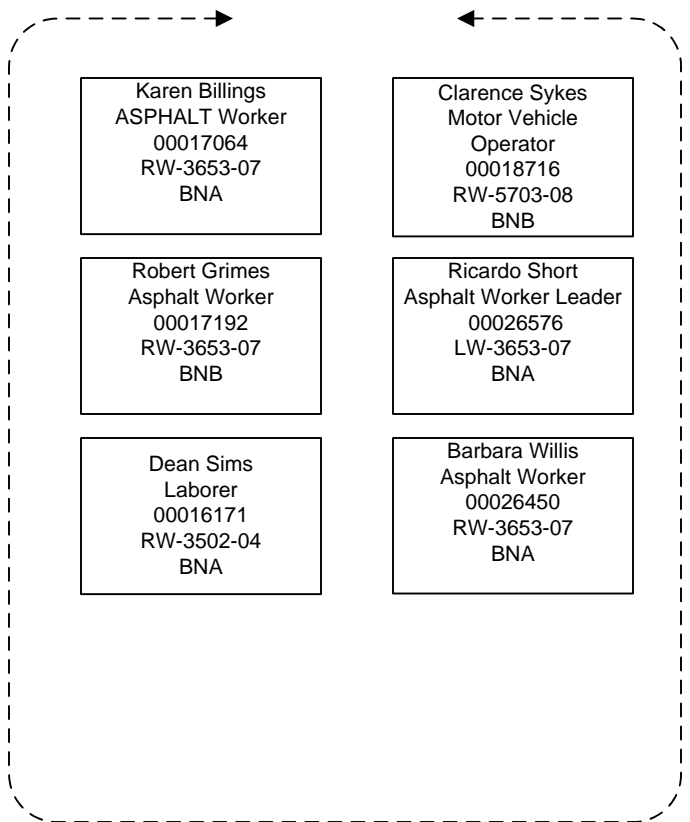 Karen Billings
ASPHALT Worker
00017064
RW-3653-07
BNA
Clarence Sykes
Motor Vehicle
Operator
00018716
RW-5703-08
BNB
Robert Grimes
Asphalt Worker
00017192
RW-3653-07
BNB
Ricardo Short
Asphalt Worker Leader
00026576
LW-3653-07
BNA
Dean Sims
Laborer
00016171
RW-3502-04
BNA
Barbara Willis
Asphalt Worker
00026450
RW-3653-07
BNA